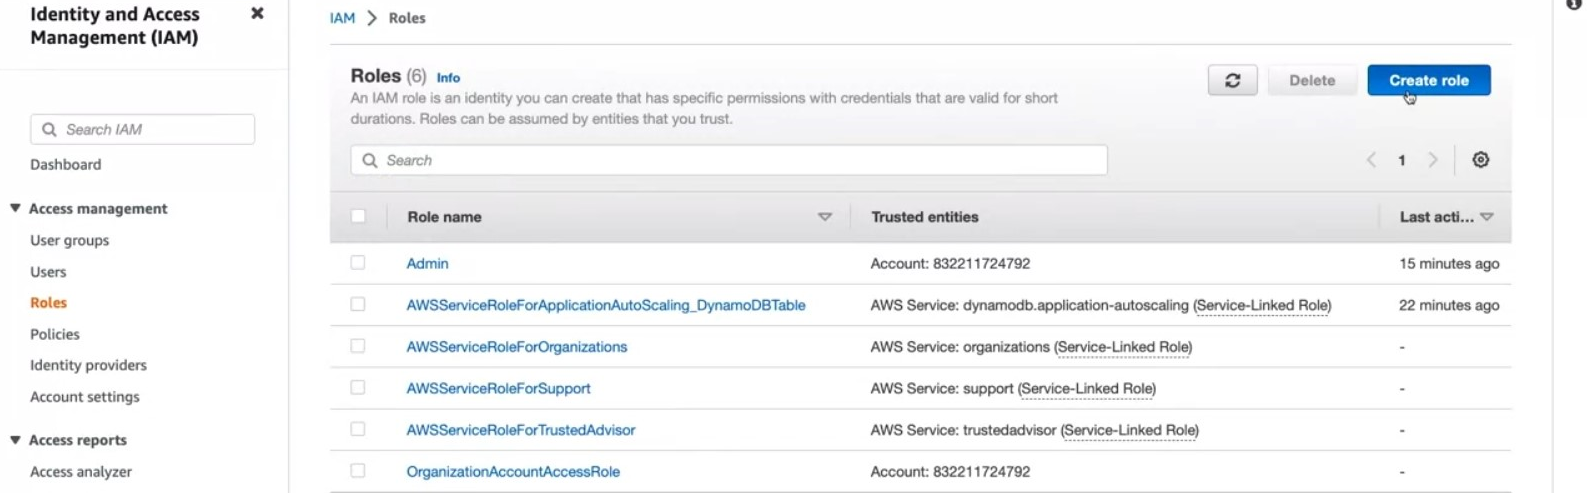 Identity and Access
Management (IAM)
Search IAM
Dashboard
Access management
User groups
Users
Roles
Policies
Identity providers
Account settings
Access reports
Access analyzer
IAM > Roles
Roles (6) Info
An IAM role is an identity you can create that has specific permissions with credentials that are valid for short
durations. Roles can be assumed by entities that you trust.
Delete
Create role
Search
1
Role name Trusted entities Last acti...
Admin Account: 832211724792 15 minutes ago
AWSServiceRoleForApplicationAutoScaling_DynamoDBTable AWS Service: dynamodb.application-autoscaling (Service-Linked Role) 22 minutes ago
AWSServiceRoleForOrganizations AWS Service: organizations (Service-Linked Role) -
AWSServiceRoleForSupport AWS Service: support (Service-Linked Role) -
AWSServiceRoleForTrustedAdvisor AWS Service: trustedadvisor (Service-Linked Role) -
OrganizationAccountAccessRole Account: 832211724792 -